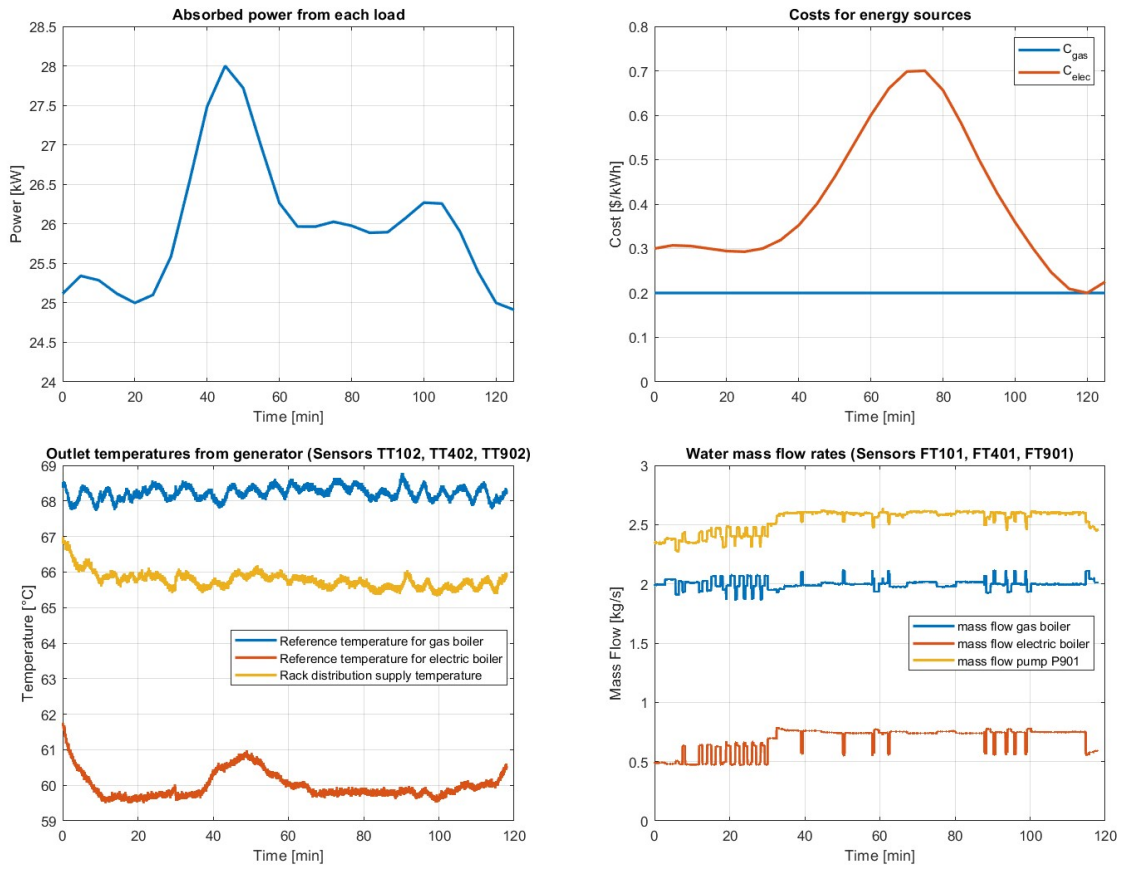 Absorbed power from each load
28.5
28
27.5
27
26.5
26
25.5
25
24.5
24
0 20 40 60 80 100 120
Power [kW]
Time [min]
Costs for energy sources
0.8
0.7
0.6
0.5
0.4
0.3
0.2
0.1
0
0 20 40 60 80 100 120
Cost [$/kWh]
Time [min]
C_gas
C_elec
Outlet temperatures from generator (Sensors TT102, TT402, TT902)
69
68
67
66
65
64
63
62
61
60
59
0 20 40 60 80 100 120
Temperature [°C]
Time [min]
Reference temperature for gas boiler
Reference temperature for electric boiler
Rack distribution supply temperature
Water mass flow rates (Sensors FT101, FT401, FT901)
3
2.5
2
1.5
1
0.5
0
0 20 40 60 80 100 120
Mass Flow [kg/s]
Time [min]
mass flow gas boiler
mass flow electric boiler
mass flow pump P901